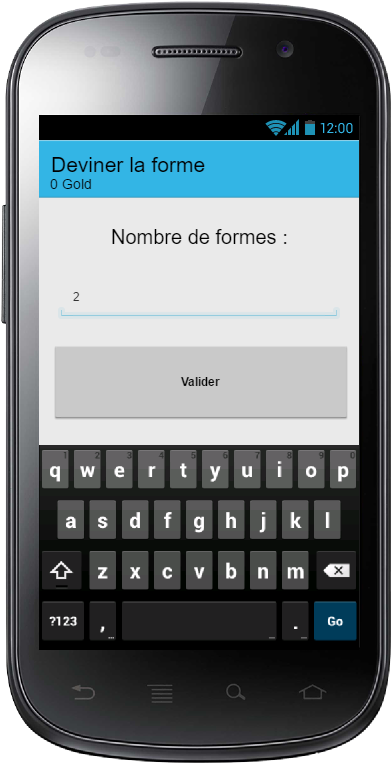 12:00
Deviner la forme
0 Gold
Nombre de formes :
2
Valider
1 2 3 4 5 6 7 8 9 0
q w e r t y u i o p
a s d f g h j k l
z x c v b n m
?123 , ... ... . ... Go